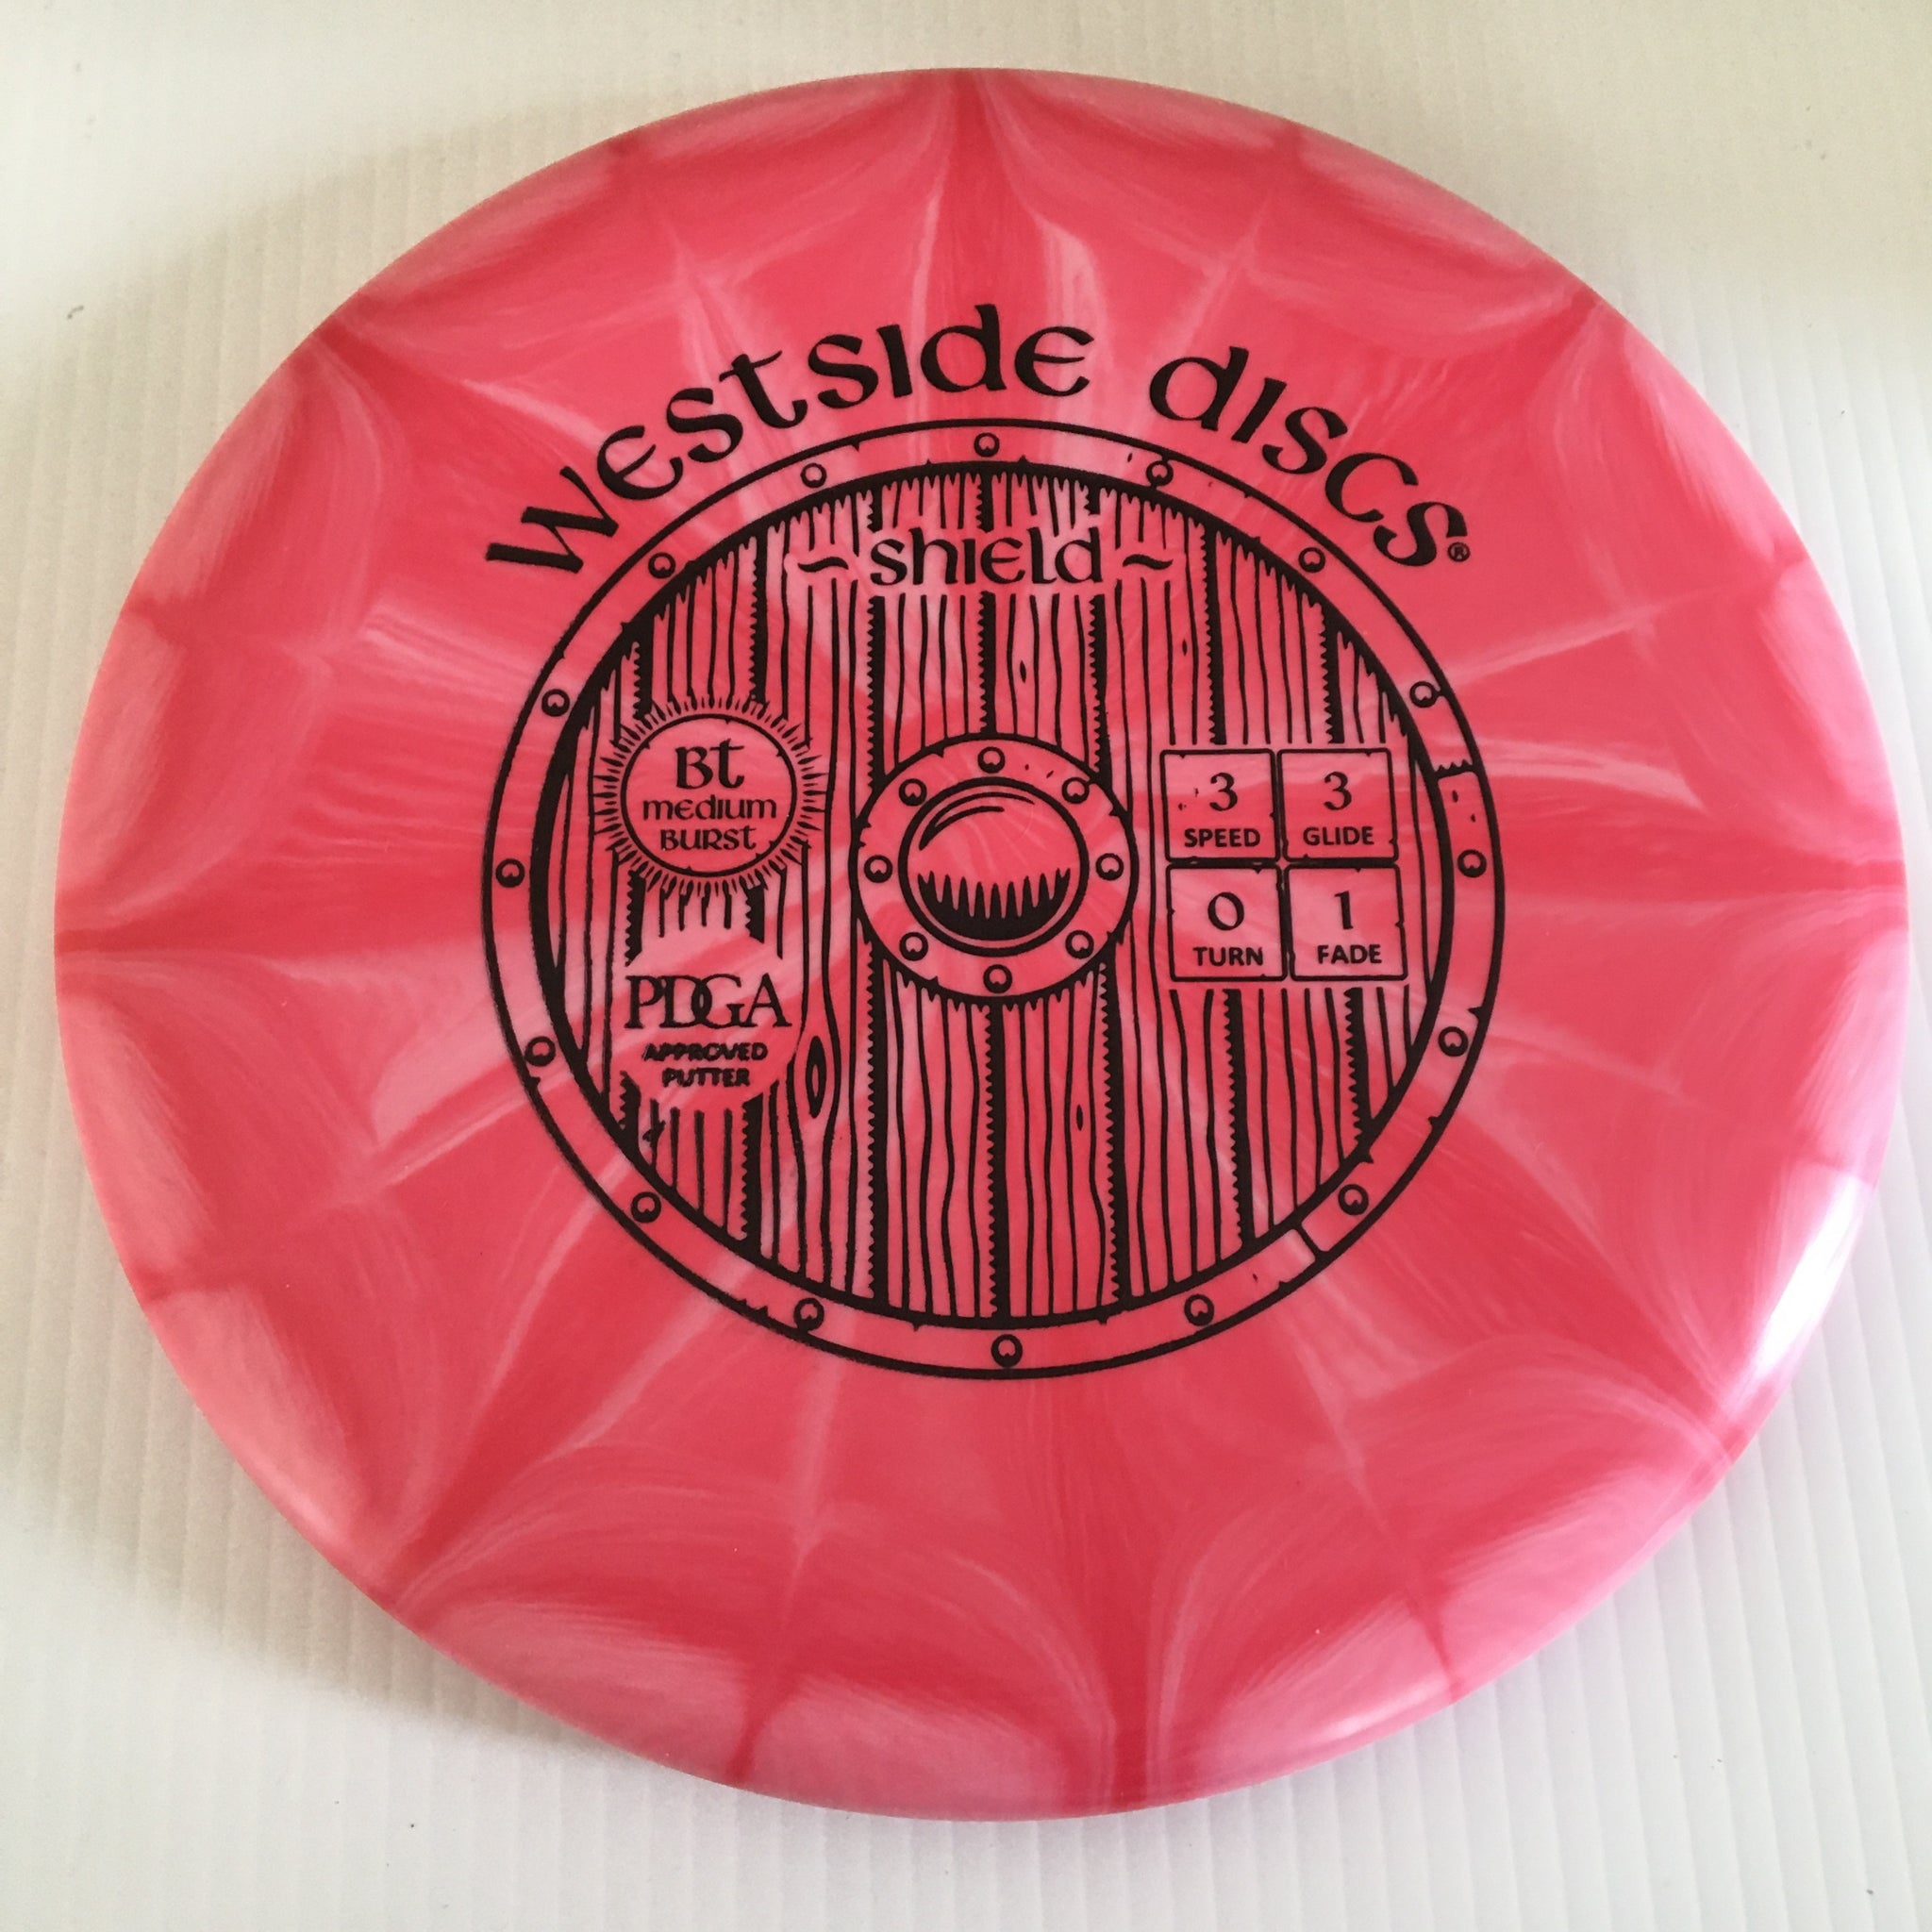 Westside discs®
~shield~
Bt
medium
Burst
3
SPEED
3
GLIDE
0
TURN
1
FADE
PDGA
APPROVED
PUTTER